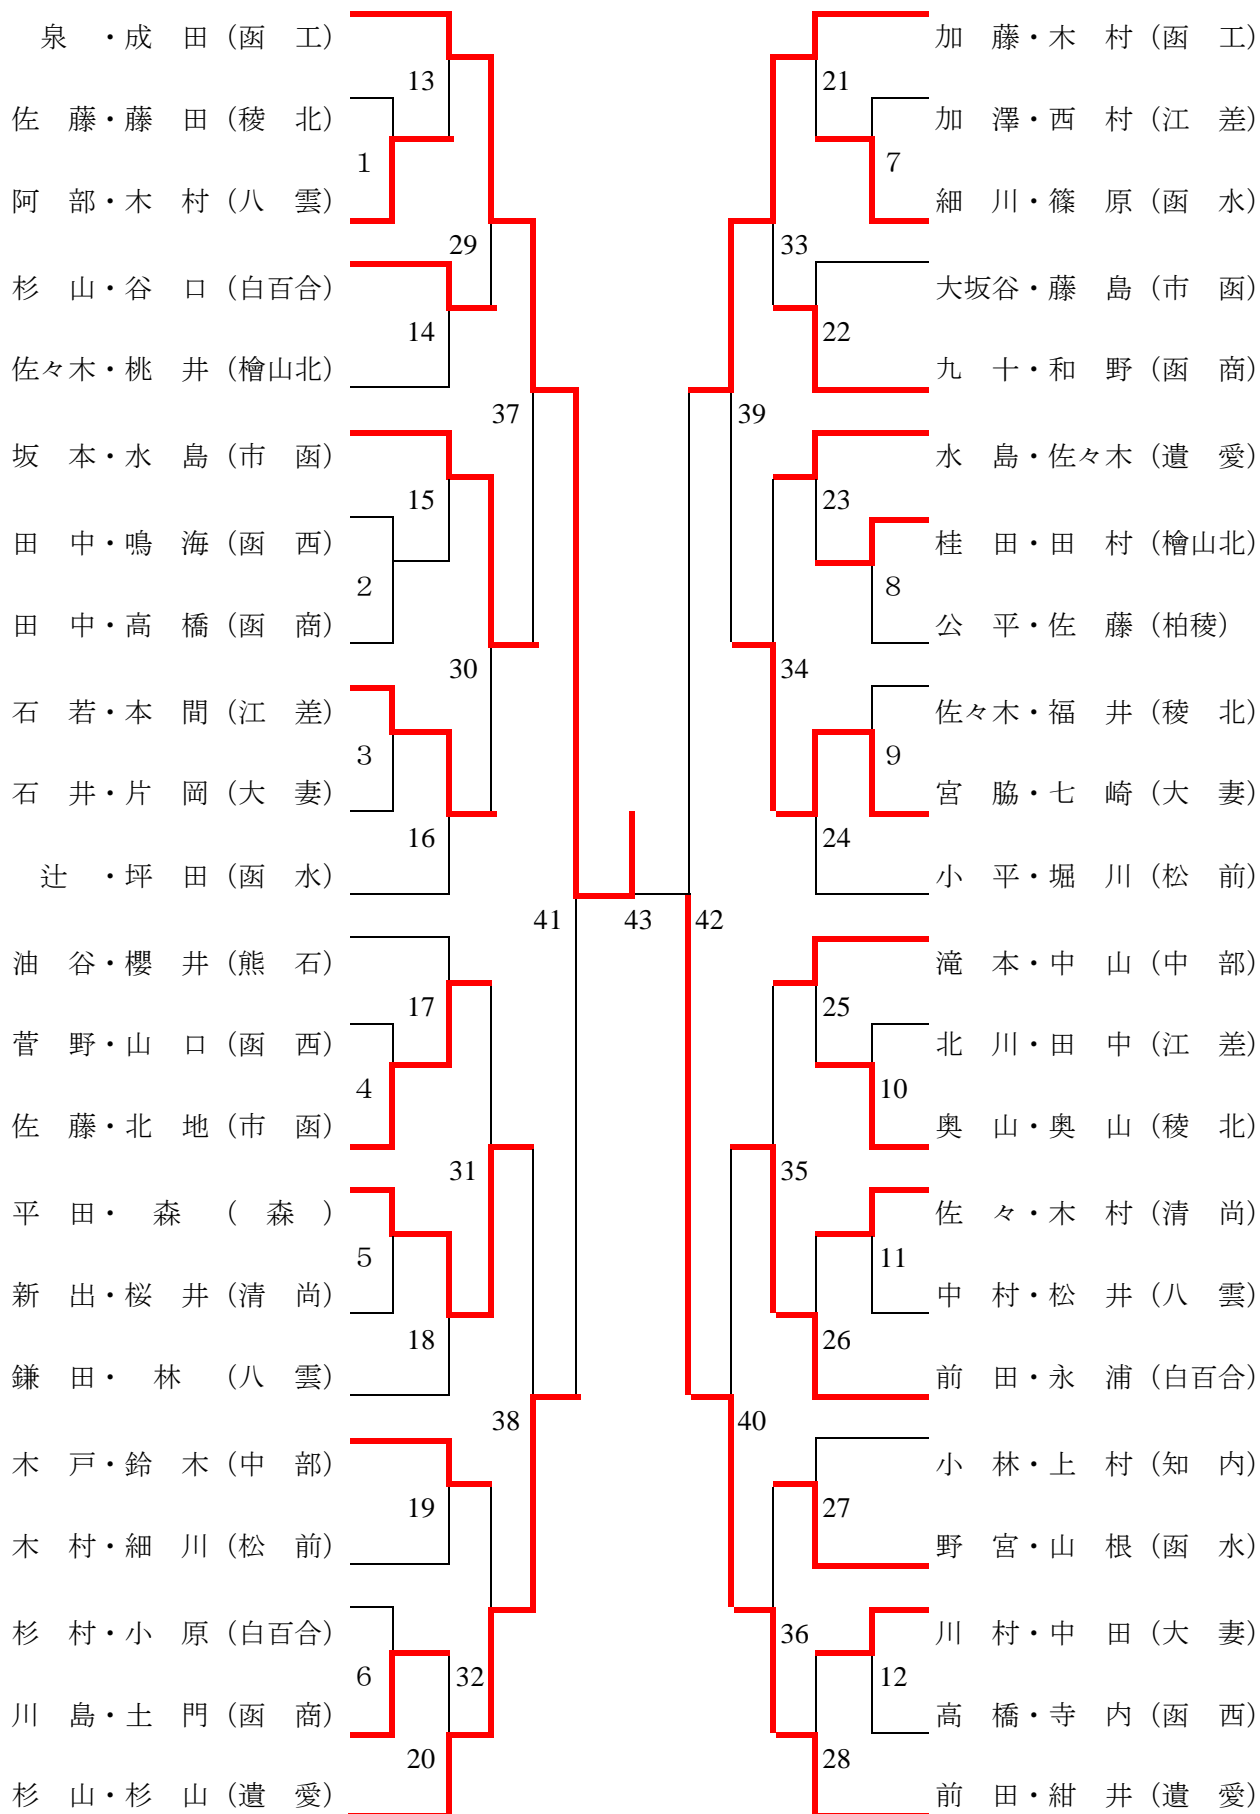 泉　・成　田（函　工）
加　藤・木　村（函　工）
13
21
佐　藤・藤　田（稜　北）
加　澤・西　村（江　差）
1
7
阿　部・木　村（八　雲）
細　川・篠　原（函　水）
29
33
杉　山・谷　口（白百合）
大坂谷・藤　島（市　函）
14
22
佐々木・桃　井（檜山北）
九　十・和　野（函　商）
37
39
坂　本・水　島（市　函）
水　島・佐々木（遺　愛）
15
23
田　中・鳴　海（函　西）
桂　田・田　村（檜山北）
2
8
田　中・高　橋（函　商）
公　平・佐　藤（柏稜）
30
34
石　若・本　間（江　差）
佐々木・福　井（稜　北）
3
9
石　井・片　岡（大　妻）
宮　脇・七　崎（大　妻）
16
24
辻　・坪　田（函　水）
小　平・堀　川（松　前）
41
43
42
油　谷・櫻　井（熊　石）
滝　本・中　山（中　部）
17
25
菅　野・山　口（函　西）
北　川・田　中（江　差）
4
10
佐　藤・北　地（市　函）
奥　山・奥　山（稜　北）
31
35
平　田・　森　（　森　）
佐　々・木　村（清　尚）
5
11
新　出・桜　井（清　尚）
中　村・松　井（八　雲）
18
26
鎌　田・　林　（八　雲）
前　田・永　浦（白百合）
38
40
木　戸・鈴　木（中　部）
小　林・上　村（知　内）
19
27
木　村・細　川（松　前）
野　宮・山　根（函　水）
杉　村・小　原（白百合）
川　村・中　田（大　妻）
36
6
32
12
川　島・土　門（函　商）
高　橋・寺　内（函　西）
20
28
杉　山・杉　山（遺　愛）
前　田・紺　井（遺　愛）